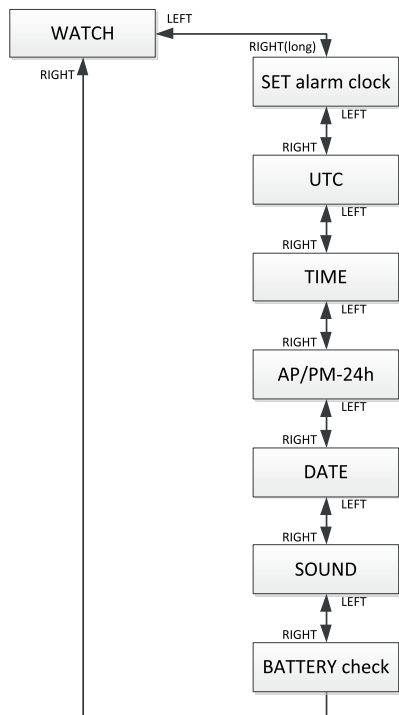 WATCH
LEFT
RIGHT
RIGHT(long)
SET alarm clock
LEFT
RIGHT
UTC
LEFT
RIGHT
TIME
LEFT
RIGHT
AP/PM-24h
LEFT
RIGHT
DATE
LEFT
RIGHT
SOUND
LEFT
RIGHT
BATTERY check